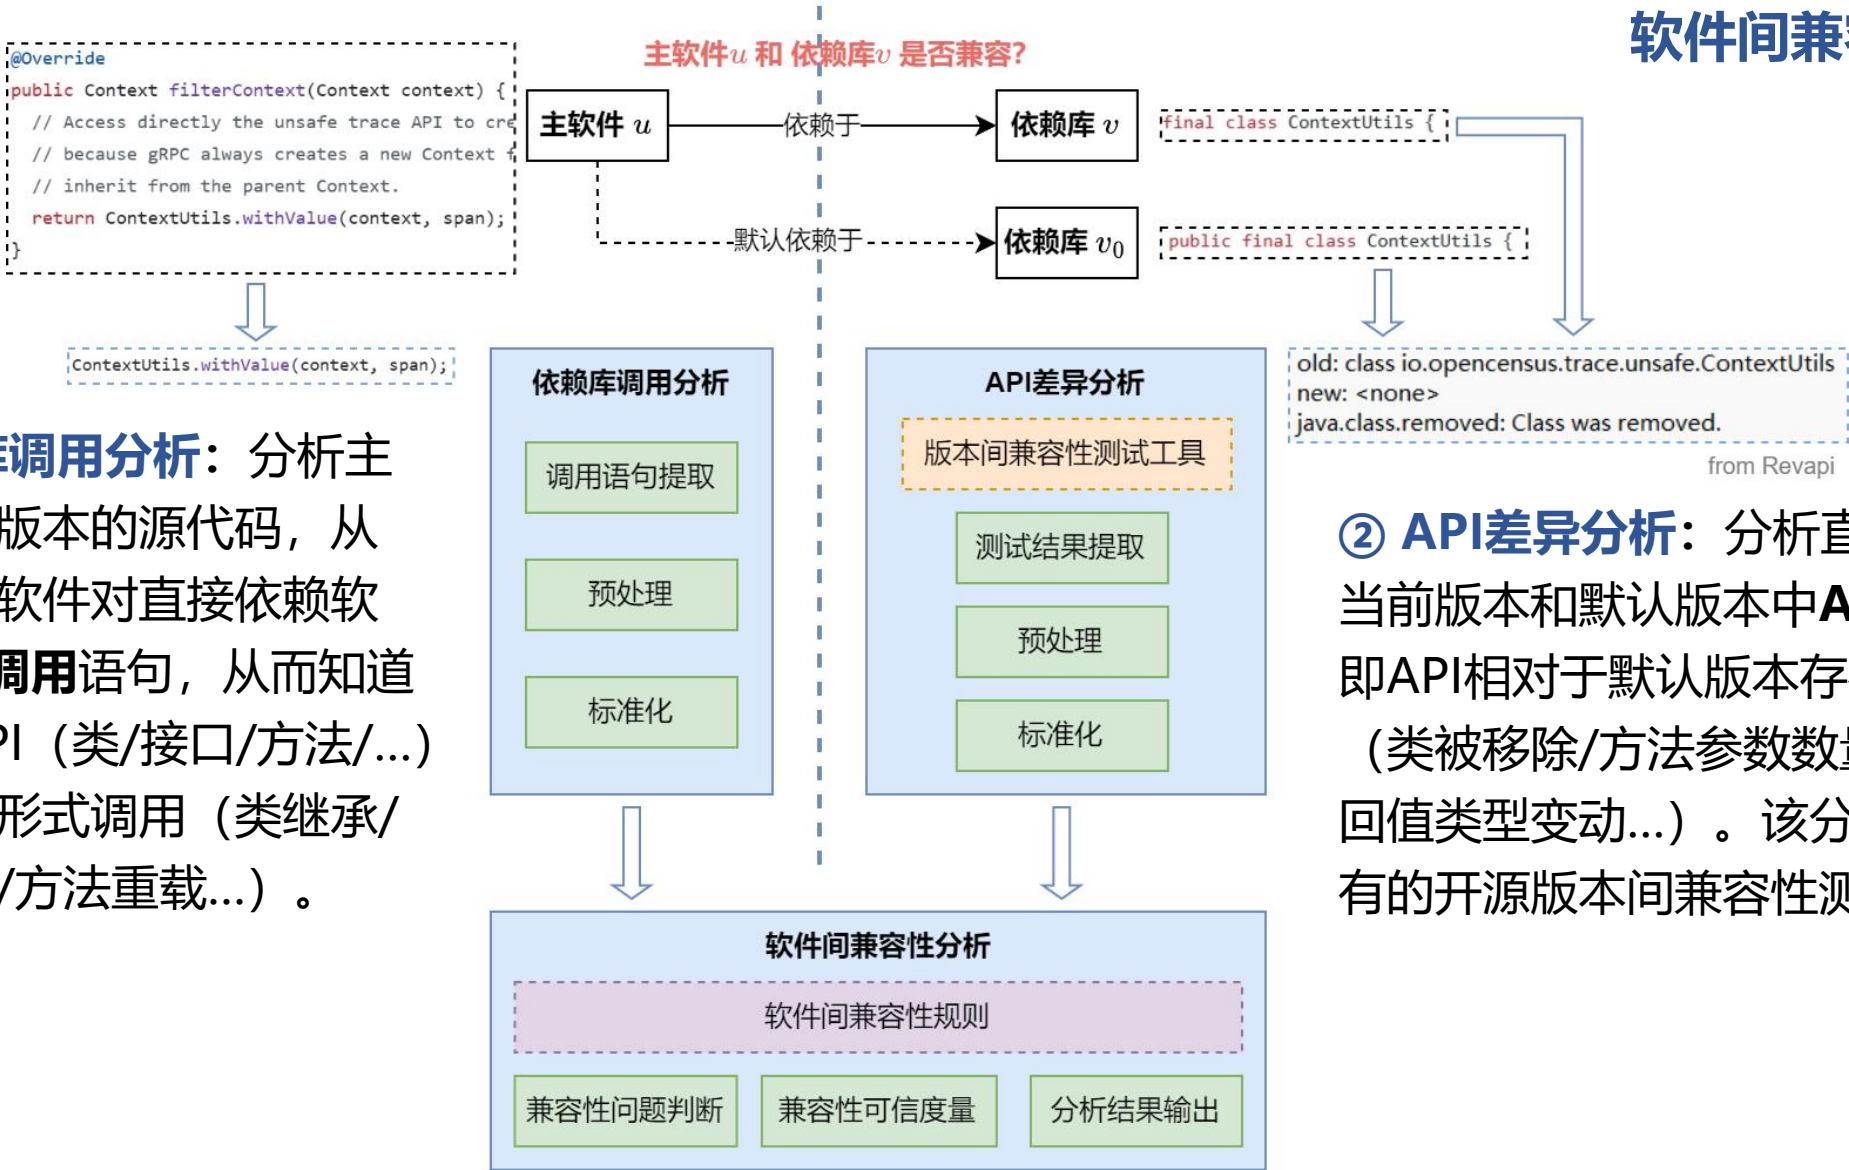 软件间兼
主软件u 和 依赖库v 是否兼容?
@Override
public Context filterContext(Context context) {
// Access directly the unsafe trace API to cre
// because gRPC always creates a new Context f
// inherit from the parent Context.
return ContextUtils.withValue(context, span);
}
主软件 u
依赖于
依赖库 v
final class ContextUtils {
默认依赖于
依赖库 v₀
public final class ContextUtils {
ContextUtils.withValue(context, span);
依赖库调用分析
调用语句提取
预处理
标准化
API差异分析
版本间兼容性测试工具
测试结果提取
预处理
标准化
old: class io.opencensus.trace.unsafe.ContextUtils
new: <none>
java.class.removed: Class was removed.
from Revapi
调用分析：分析主
版本的源代码，从
软件对直接依赖软
调用语句，从而知道
PI（类/接口/方法/...）
形式调用（类继承/
/方法重载...）。
② API差异分析：分析直
当前版本和默认版本中A
即API相对于默认版本存
（类被移除/方法参数数量
回值类型变动...）。该分
有的开源版本间兼容性测
软件间兼容性分析
软件间兼容性规则
兼容性问题判断
兼容性可信度量
分析结果输出